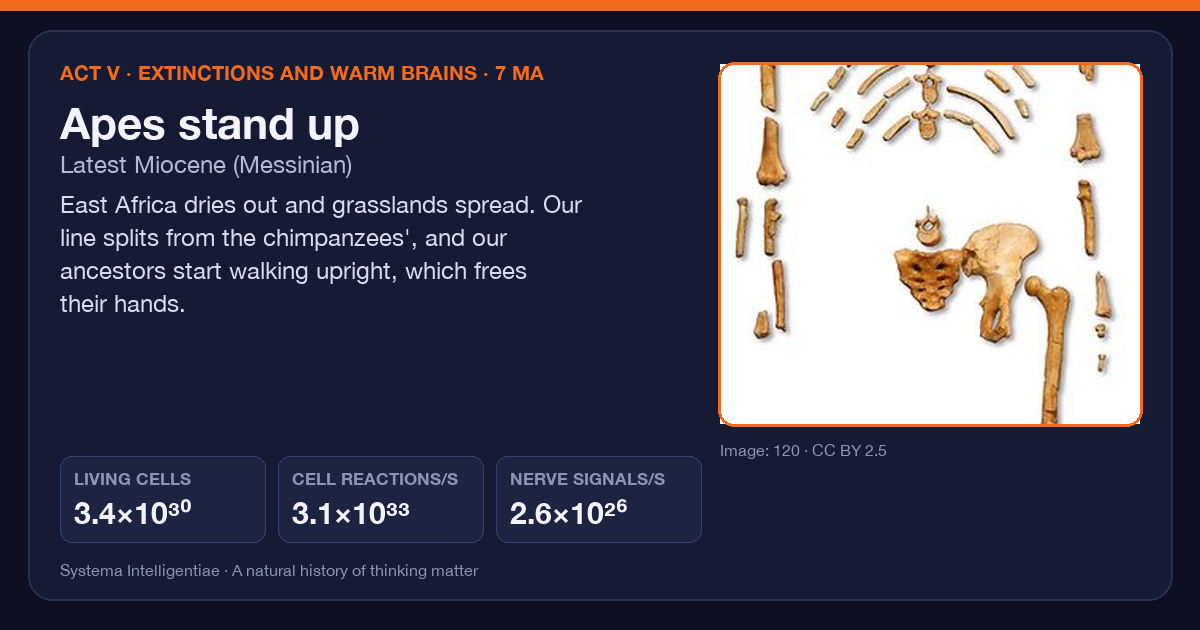 ACT V · EXTINCTIONS AND WARM BRAINS · 7 MA
Apes stand up
Latest Miocene (Messinian)
East Africa dries out and grasslands spread. Our
line splits from the chimpanzees', and our
ancestors start walking upright, which frees
their hands.
Image: 120 · CC BY 2.5
LIVING CELLS
3.4×10³⁰
CELL REACTIONS/S
3.1×10³³
NERVE SIGNALS/S
2.6×10²⁶
Systema Intelligentiae · A natural history of thinking matter